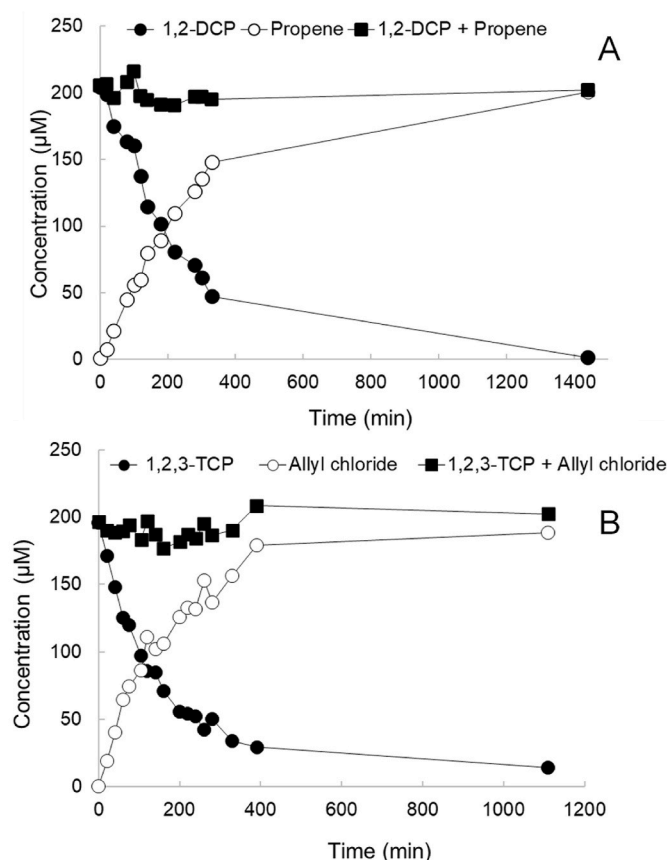 1,2-DCP Propene 1,2-DCP + Propene
A
250
200
150
100
50
0
Concentration (µM)
0 200 400 600 800 1000 1200 1400
Time (min)
250
1,2,3-TCP Allyl chloride 1,2,3-TCP + Allyl chloride
B
200
150
100
50
0
Concentration (µM)
0 200 400 600 800 1000 1200
Time (min)